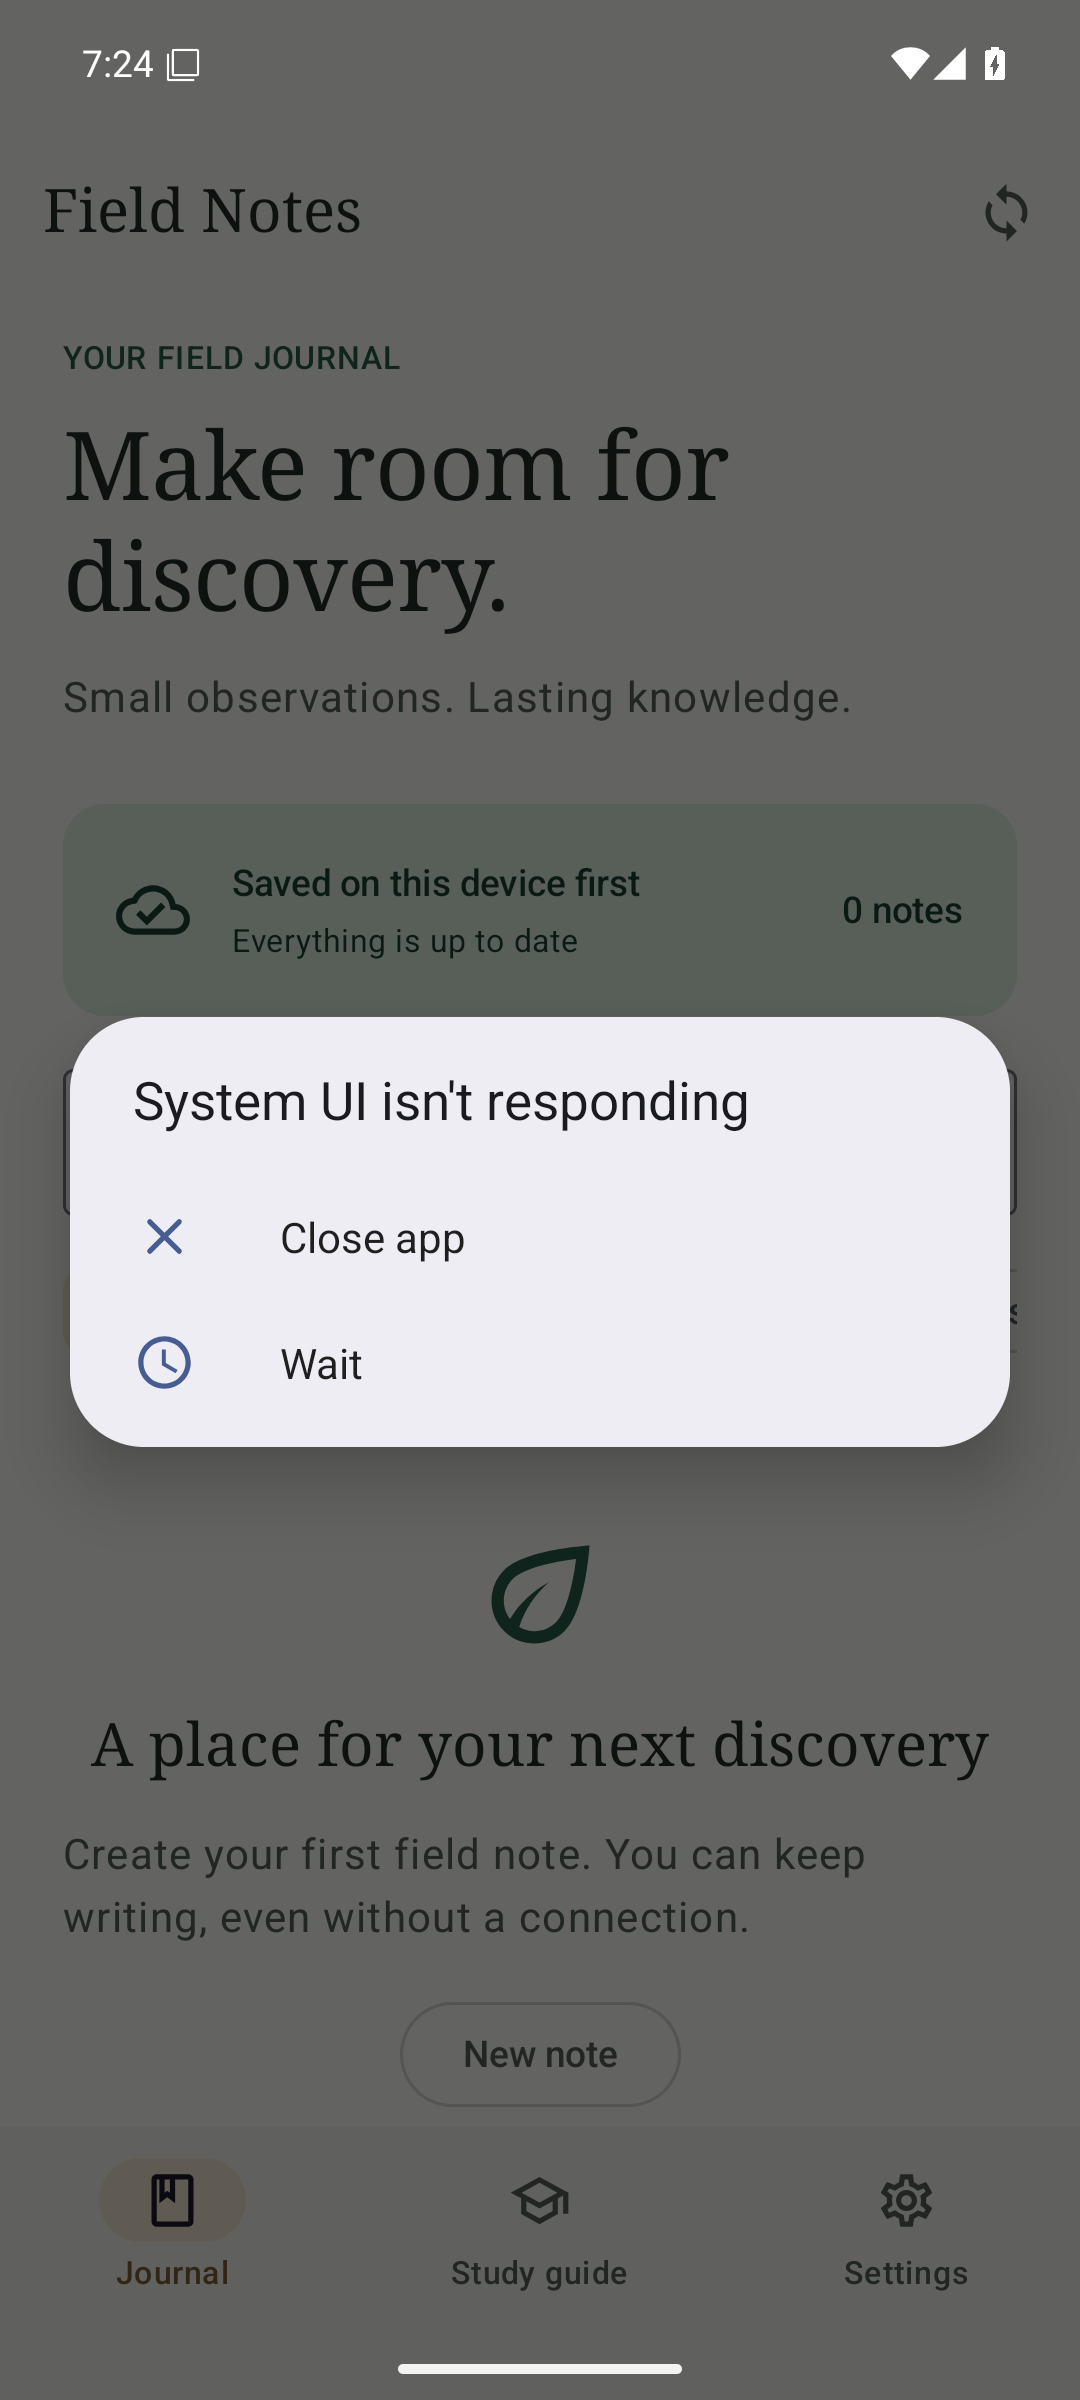 7:24
Field Notes
YOUR FIELD JOURNAL
Make room for
discovery.
Small observations. Lasting knowledge.
Saved on this device first
Everything is up to date
0 notes
System UI isn't responding
Close app
Wait
A place for your next discovery
Create your first field note. You can keep
writing, even without a connection.
New note
Journal
Study guide
Settings